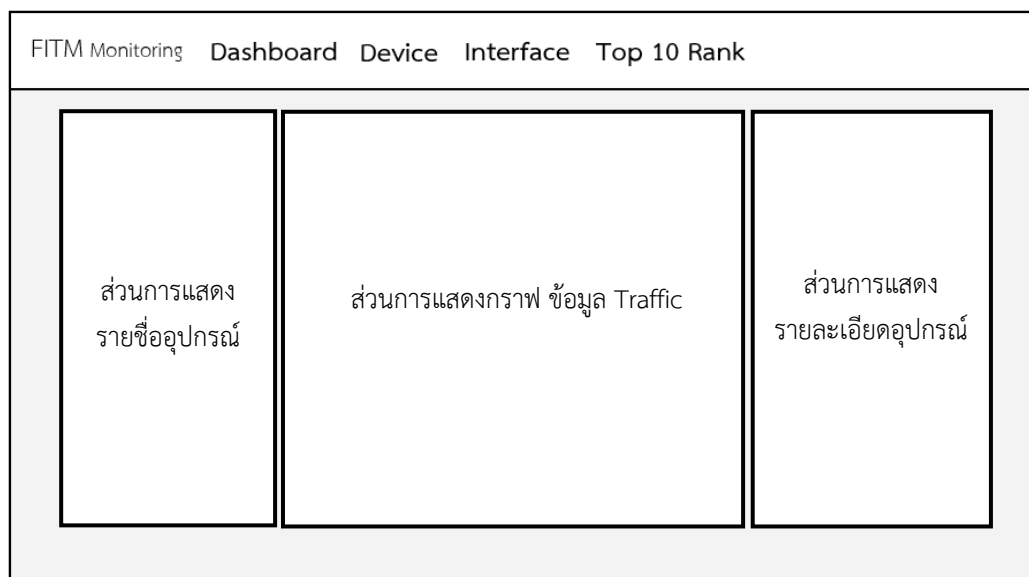 FITM Monitoring Dashboard Device Interface Top 10 Rank
ส่วนการแสดง
รายชื่ออุปกรณ์
ส่วนการแสดงกราฟ ข้อมูล Traffic
ส่วนการแสดง
รายละเอียดอุปกรณ์